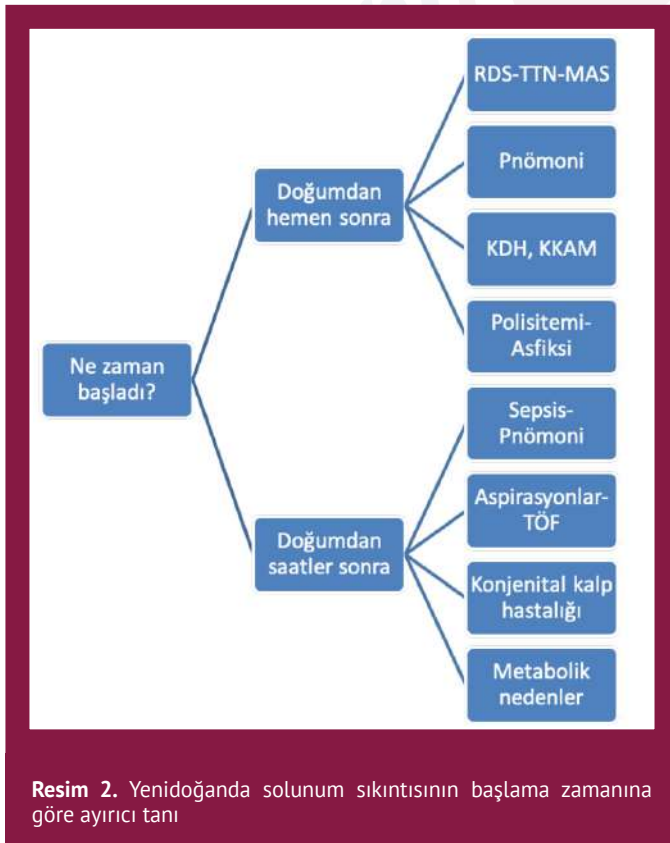 Ne zaman
başladı?
Doğumdan
hemen sonra
RDS-TTN-MAS
Pnömoni
KDH, KKAM
Polisitemi-
Asfiksi
Doğumdan
saatler sonra
Sepsis-
Pnömoni
Aspirasyonlar-
TÖF
Konjenital kalp
hastalığı
Metabolik
nedenler
Resim 2. Yenidoğanda solunum sıkıntısının başlama zamanına
göre ayırıcı tanı